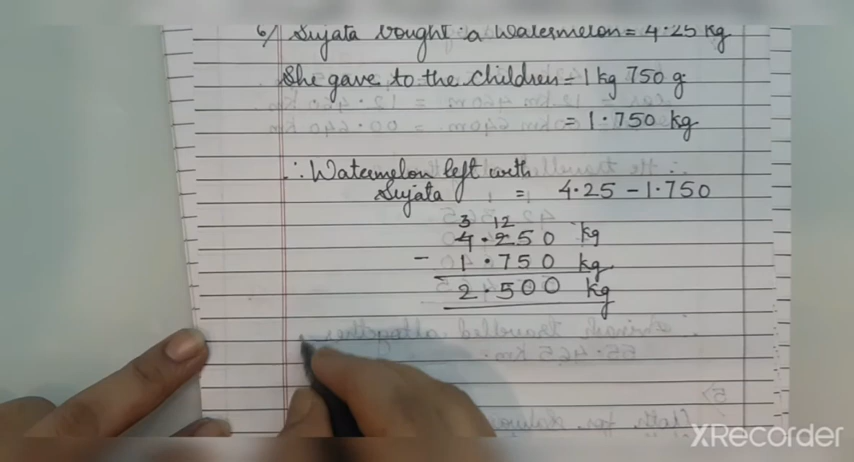 6/ Sujata bought a Watermelon = 4.25 kg
She gave to the children = 1 kg 750 g
= 1.750 kg
∴ Watermelon left with
Sujata = 4.25 - 1.750
3 12
4.250 kg
- 1.750 kg
2.500 kg
XRecorder